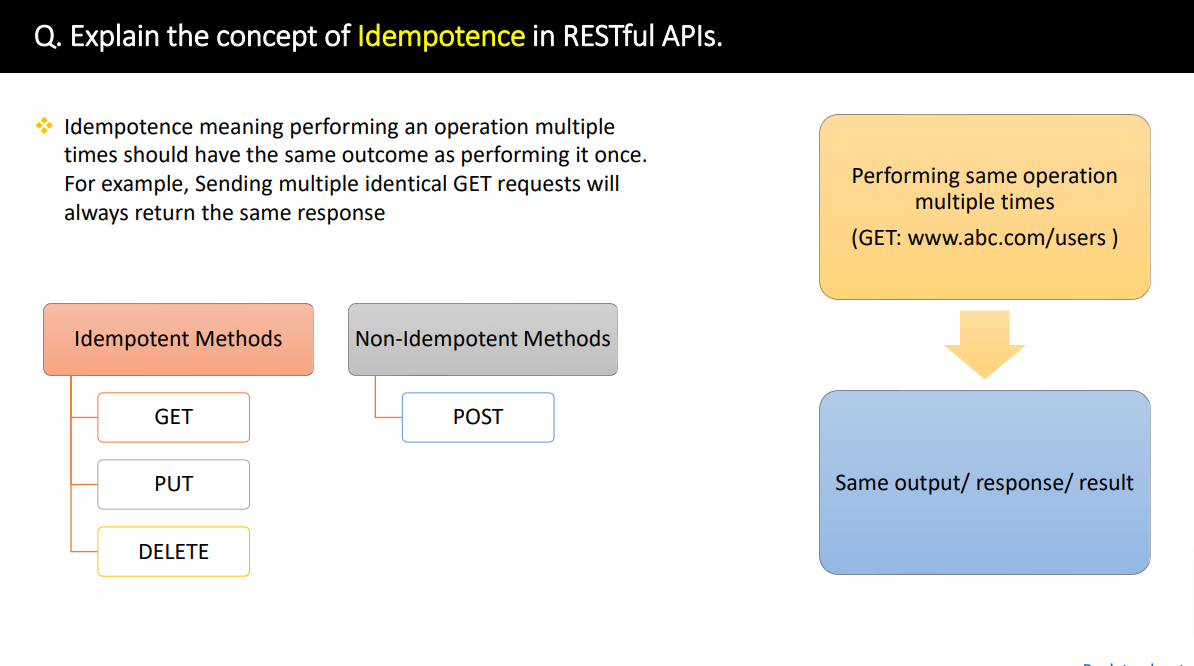 Q. Explain the concept of Idempotence in RESTful APIs.
Idempotence meaning performing an operation multiple
times should have the same outcome as performing it once.
For example, Sending multiple identical GET requests will
always return the same response
Idempotent Methods
GET
PUT
DELETE
Non-Idempotent Methods
POST
Performing same operation
multiple times
(GET: www.abc.com/users )
Same output/ response/ result